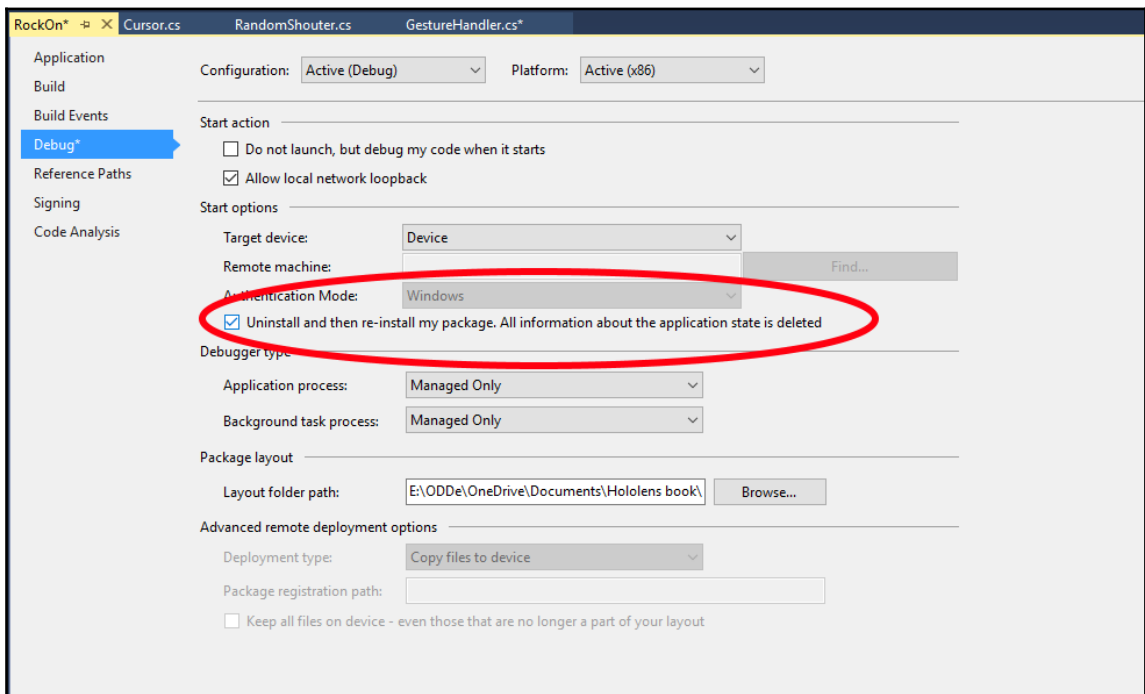 RockOn* Cursor.cs RandomShouter.cs GestureHandler.cs*
Application
Build
Build Events
Debug*
Reference Paths
Signing
Code Analysis
Configuration: Active (Debug) Platform: Active (x86)
Start action
Do not launch, but debug my code when it starts
Allow local network loopback
Start options
Target device: Device
Remote machine: Find...
Authentication Mode: Windows
Uninstall and then re-install my package. All information about the application state is deleted
Debugger type
Application process: Managed Only
Background task process: Managed Only
Package layout
Layout folder path: E:\ODDe\OneDrive\Documents\Hololens book\ Browse...
Advanced remote deployment options
Deployment type: Copy files to device
Package registration path:
Keep all files on device - even those that are no longer a part of your layout